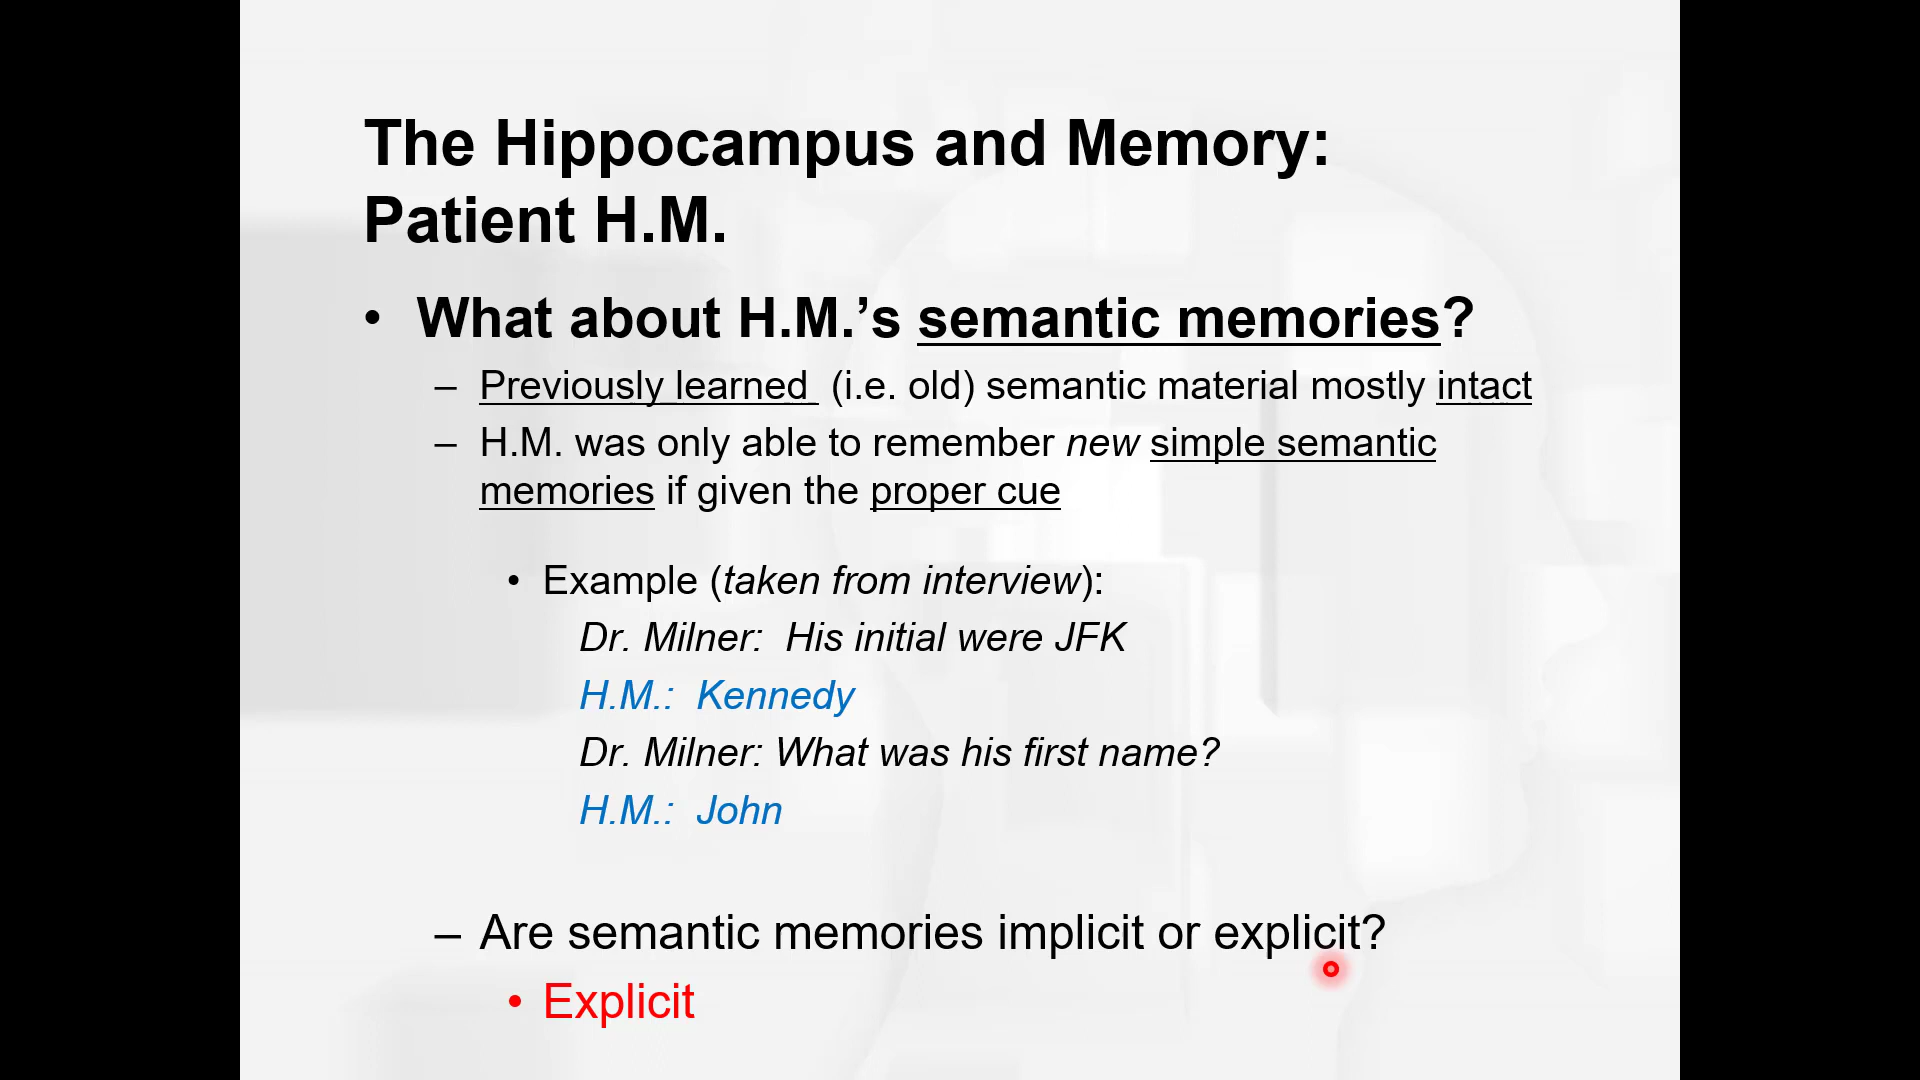 The Hippocampus and Memory:
Patient H.M.
• What about H.M.’s semantic memories?
– Previously learned (i.e. old) semantic material mostly intact
– H.M. was only able to remember new simple semantic
memories if given the proper cue
• Example (taken from interview):
Dr. Milner: His initial were JFK
H.M.: Kennedy
Dr. Milner: What was his first name?
H.M.: John
– Are semantic memories implicit or explicit?
• Explicit